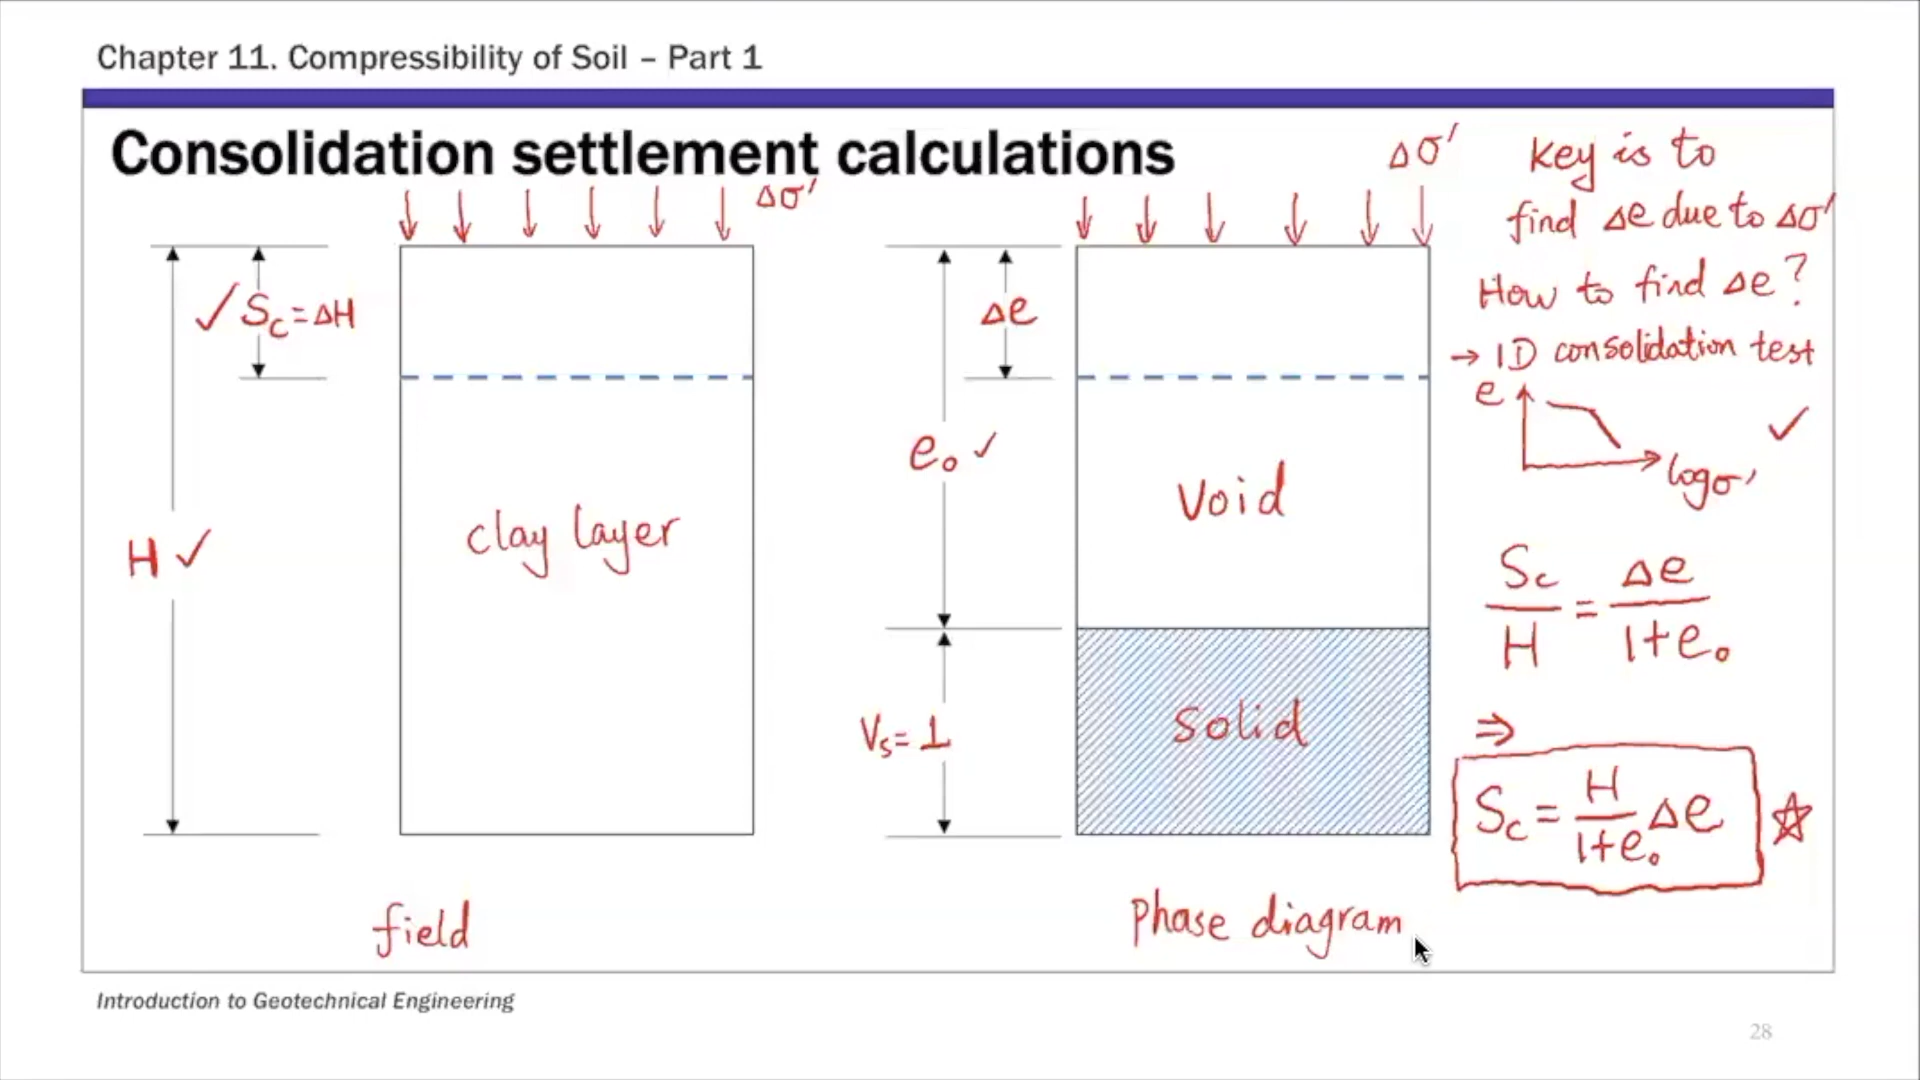 Chapter 11. Compressibility of Soil – Part 1
Consolidation settlement calculations
Δσ'
Sc=ΔH
H
clay layer
field
Δσ'
Δe
e₀
Void
Vs=1
Solid
Phase diagram
key is to
find Δe due to Δσ'
How to find Δe?
→ 1D consolidation test
e
logσ'
Sc/H = Δe/1+e₀
⇒
Sc = H/1+e₀ Δe
Introduction to Geotechnical Engineering
28